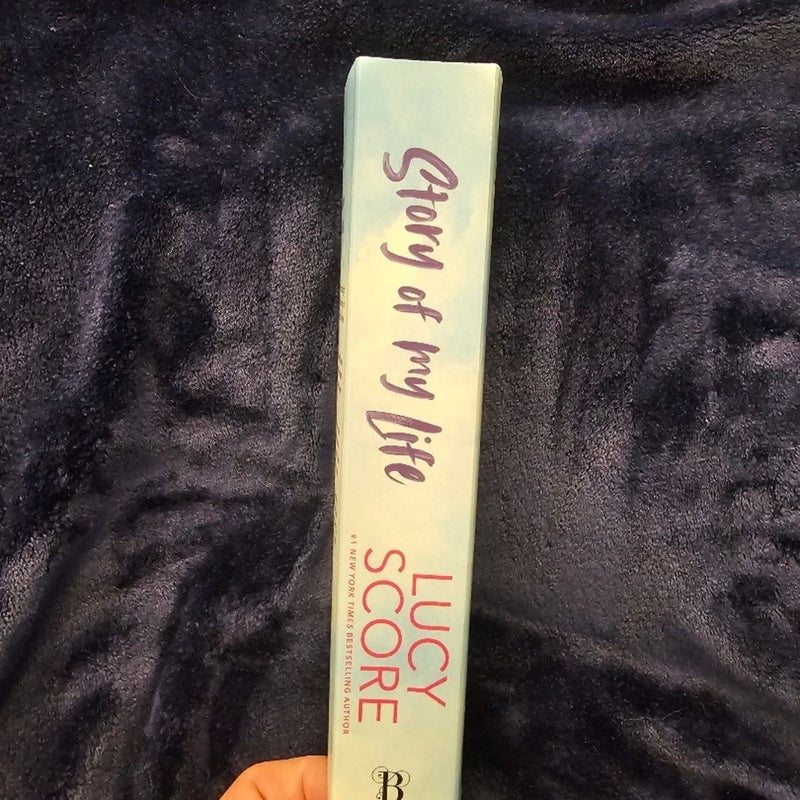 Story of my Life
LUCY
SCORE
#1 NEW YORK TIMES BESTSELLING AUTHOR
B